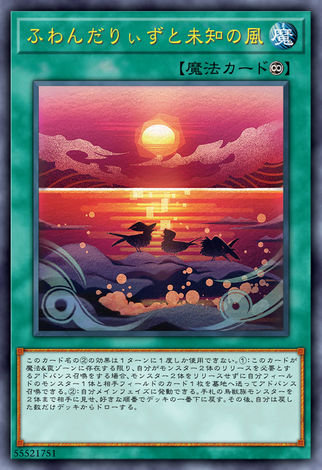 ふわんだりぃずと未知の風 魔
【魔法カード】
このカード名の②の効果は1ターンに1度しか使用できない。①：このカードが
魔法&罠ゾーンに存在する限り、自分がモンスター2体のリリースを必要とす
るアドバンス召喚をする場合、モンスター2体をリリースせずに自分フィール
ドのモンスター1体と相手フィールドのカード1枚を墓地へ送ってアドバンス
召喚できる。②：自分メインフェイズに発動できる。手札の鳥獣族モンスターを
2体まで相手に見せ、好きな順番でデッキの一番下に戻す。その後、自分は戻し
た数だけデッキからドローする。
55521751